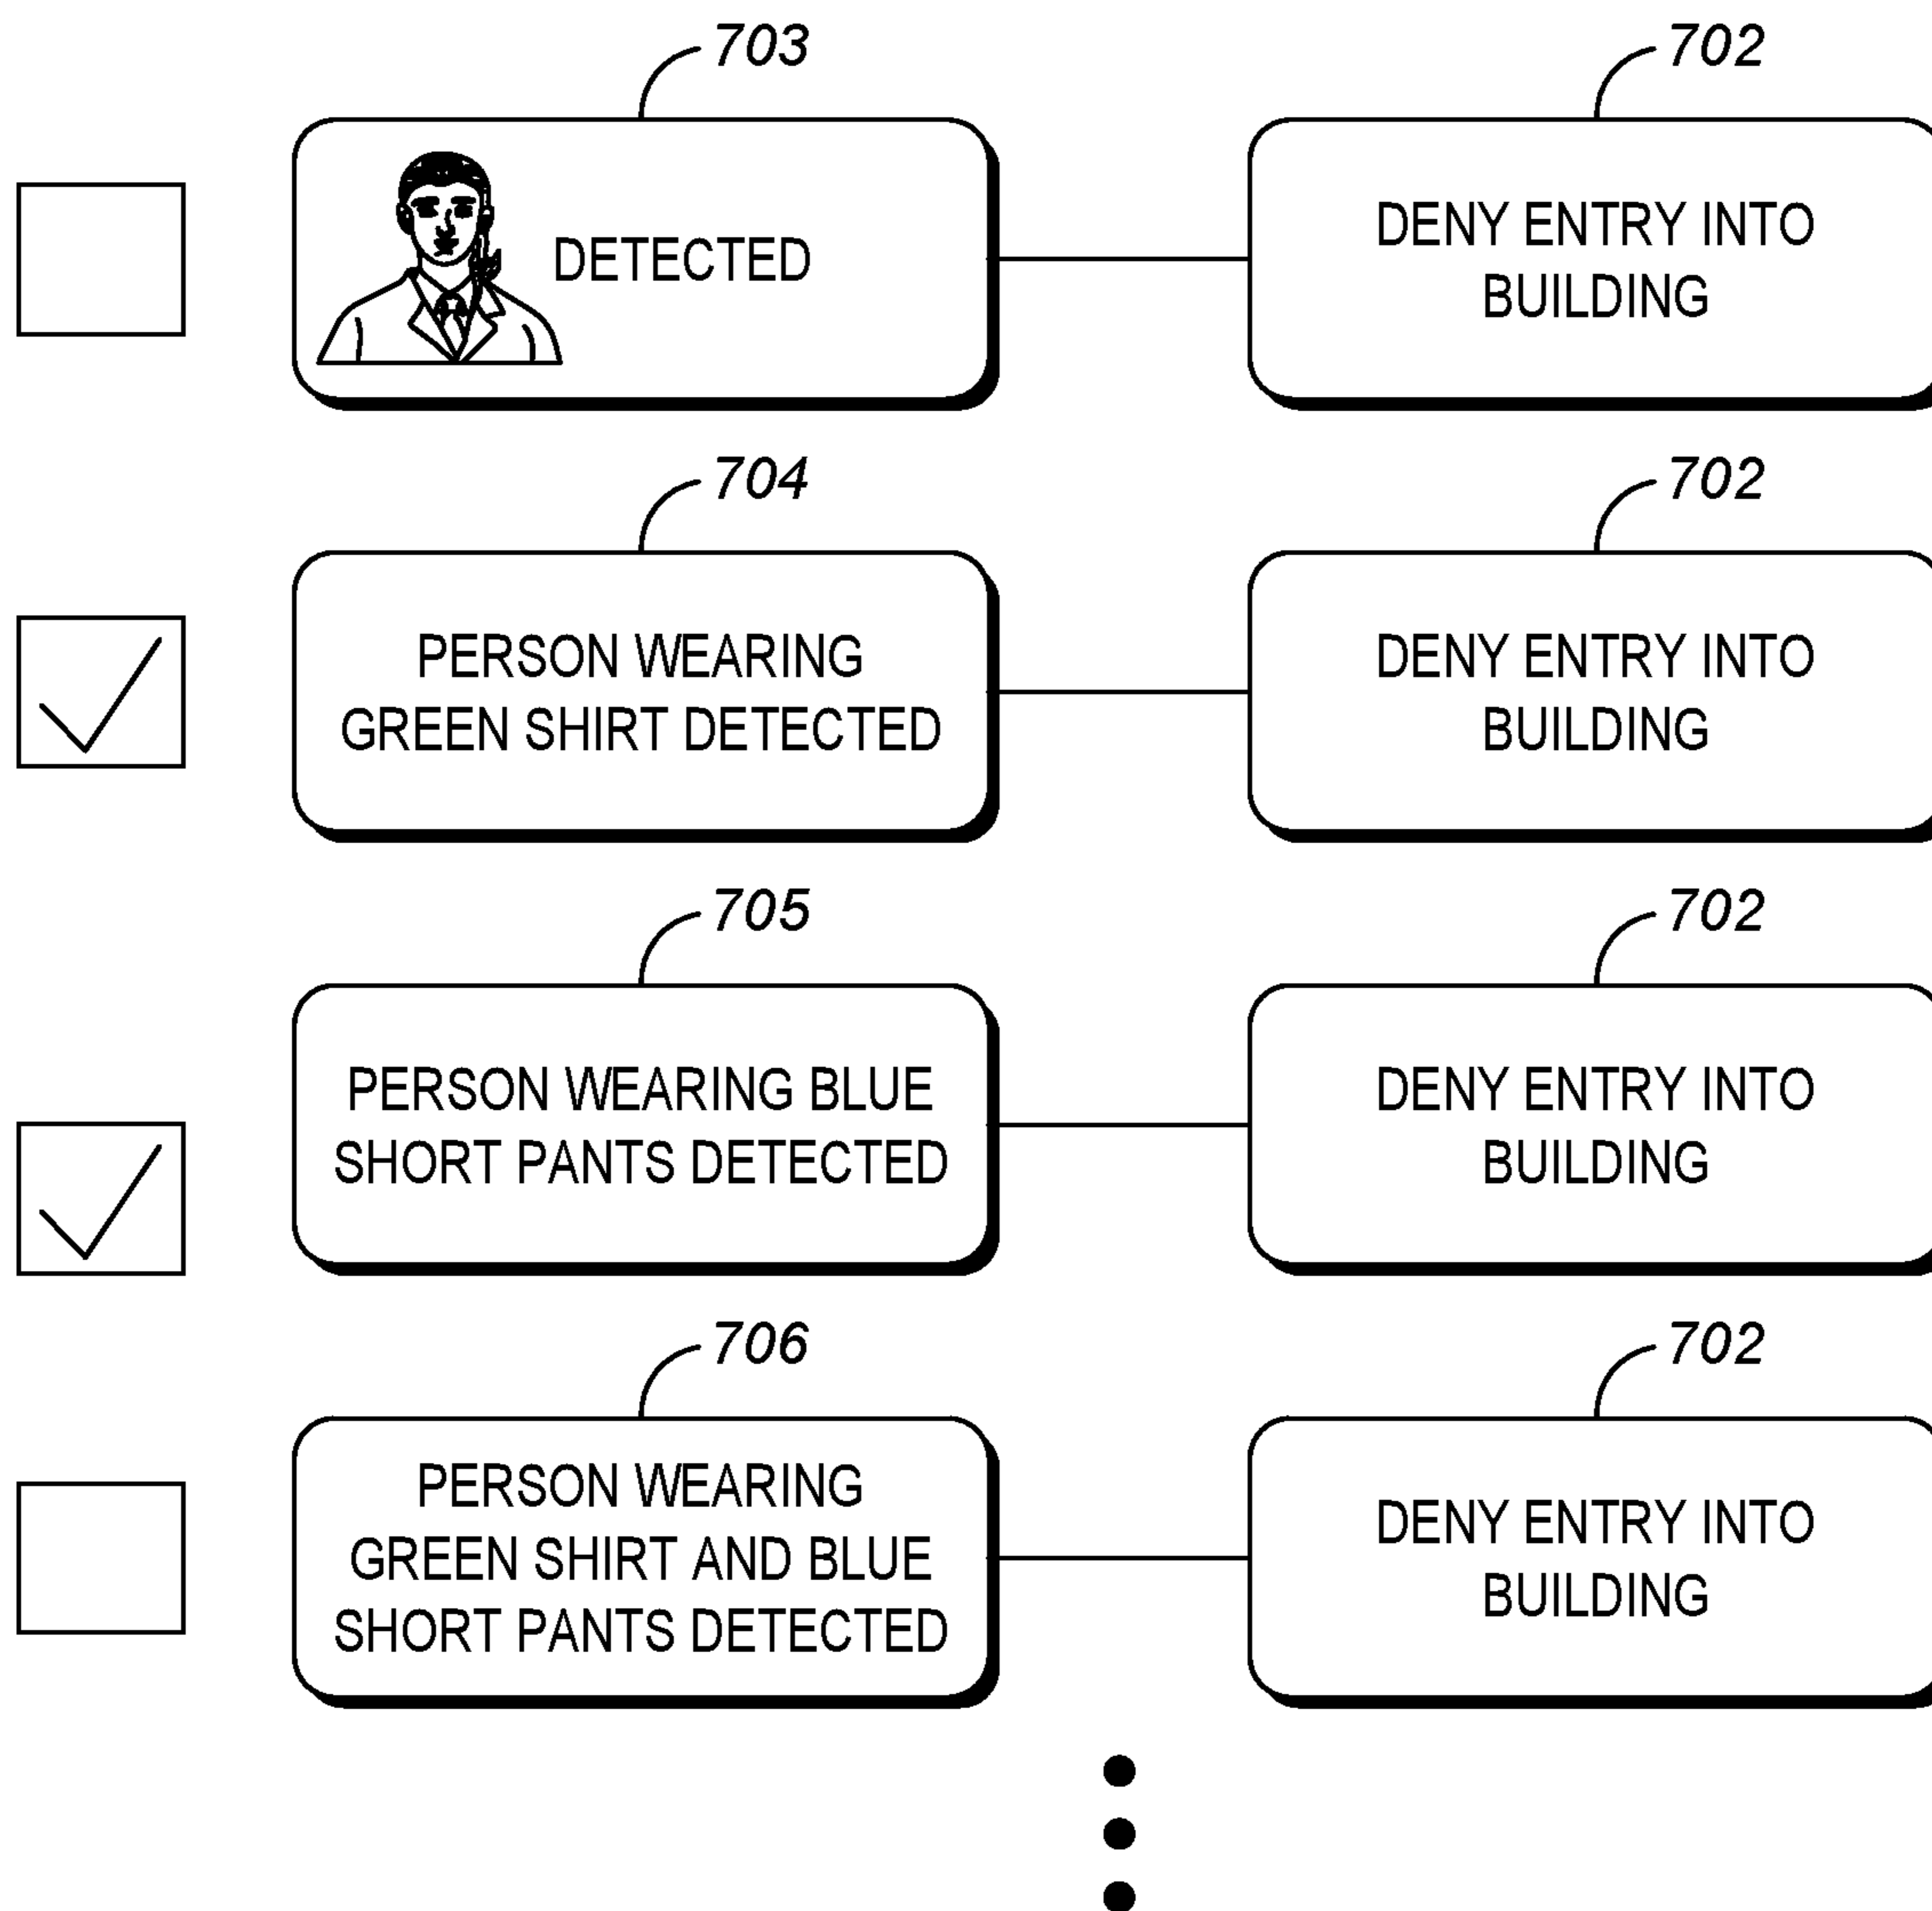 703
702
DETECTED
DENY ENTRY INTO
BUILDING
704
702
PERSON WEARING
GREEN SHIRT DETECTED
DENY ENTRY INTO
BUILDING
705
702
PERSON WEARING BLUE
SHORT PANTS DETECTED
DENY ENTRY INTO
BUILDING
706
702
PERSON WEARING
GREEN SHIRT AND BLUE
SHORT PANTS DETECTED
DENY ENTRY INTO
BUILDING